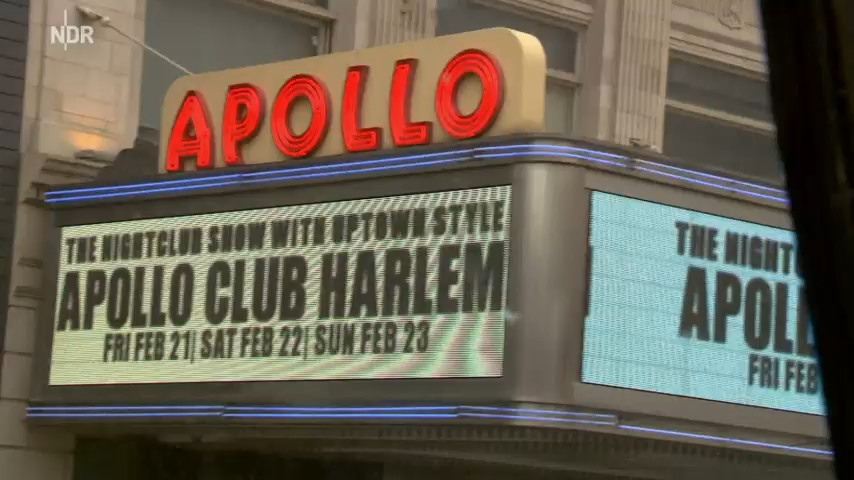 NDR
APOLLO
THE NIGHTCLUB SHOW WITH UPTOWN STYLE
APOLLO CLUB HARLEM
FRI FEB 21| SAT FEB 22| SUN FEB 23
THE NIGHTC
APOLL
FRI FEB